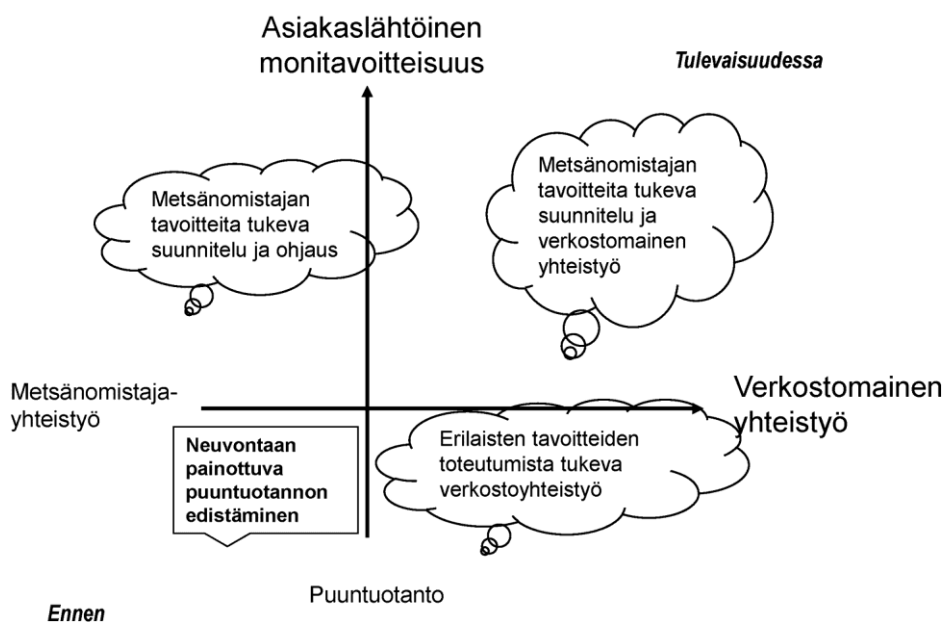 Asiakaslähtöinen
monitavoitteisuus
Tulevaisuudessa
Metsänomistajan
tavoitteita tukeva
suunnitelu ja ohjaus
Metsänomistajan
tavoitteita tukeva
suunnitelu ja
verkostomainen
yhteistyö
Metsänomistaja-
yhteistyö
Verkostomainen
yhteistyö
Neuvontaan
painottuva
puuntuotannon
edistäminen
Erilaisten tavoitteiden
toteutumista tukeva
verkostoyhteistyö
Puuntuotanto
Ennen